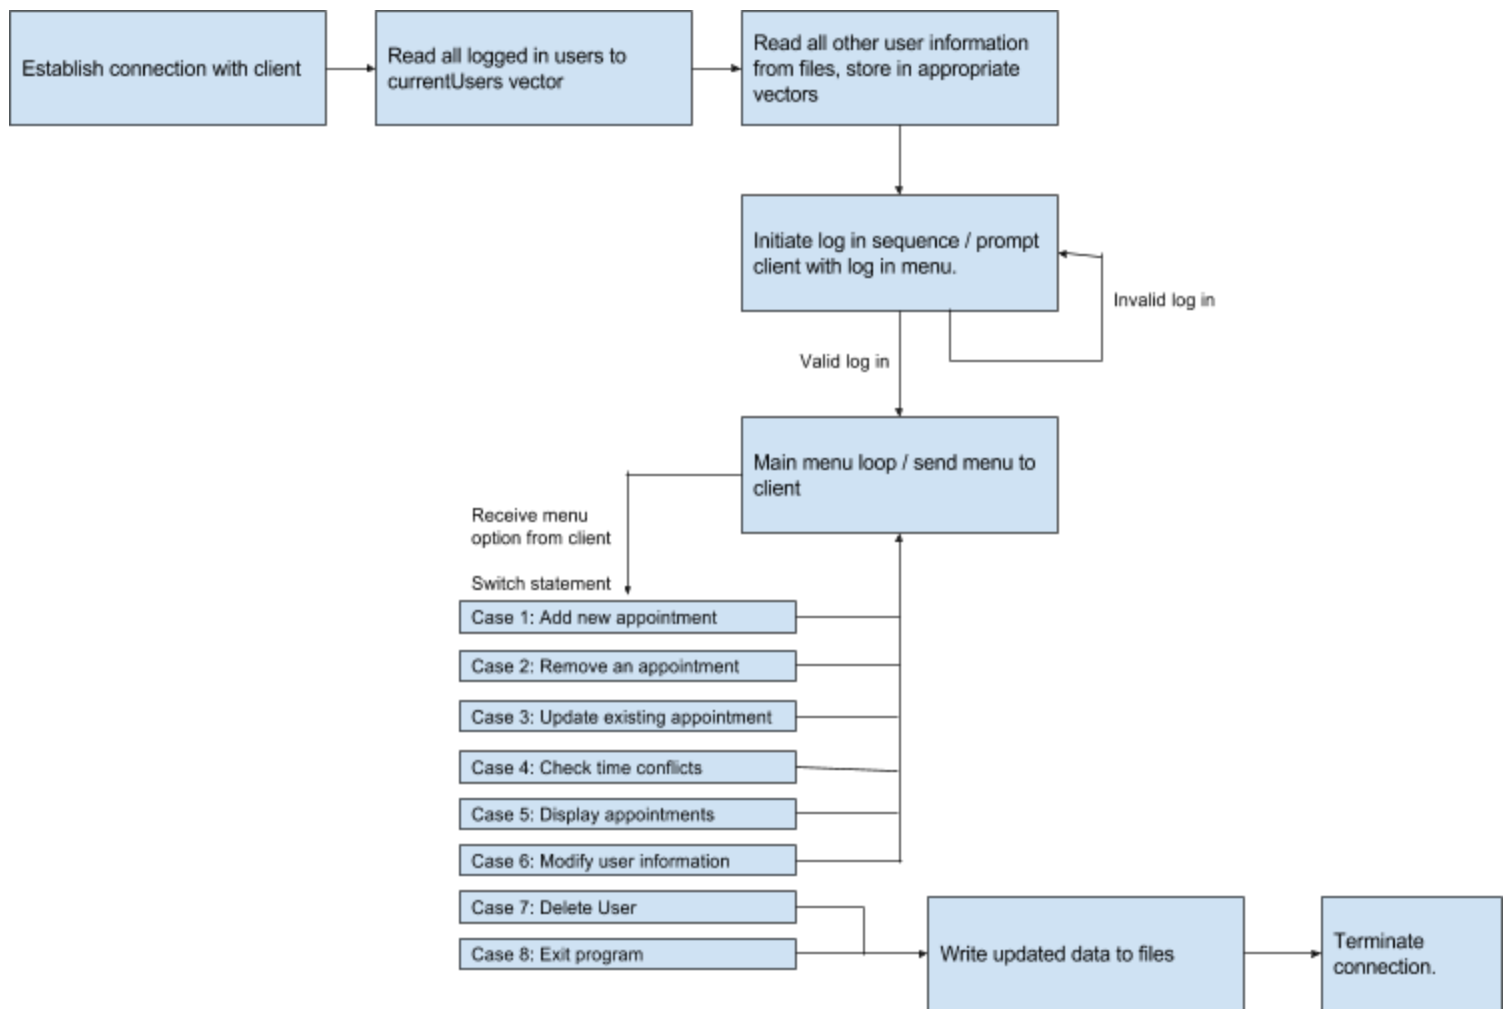 Establish connection with client
Read all logged in users to
currentUsers vector
Read all other user information
from files, store in appropriate
vectors
Initiate log in sequence / prompt
client with log in menu.
Invalid log in
Valid log in
Main menu loop / send menu to
client
Receive menu
option from client
Switch statement
Case 1: Add new appointment
Case 2: Remove an appointment
Case 3: Update existing appointment
Case 4: Check time conflicts
Case 5: Display appointments
Case 6: Modify user information
Case 7: Delete User
Case 8: Exit program
Write updated data to files
Terminate
connection.